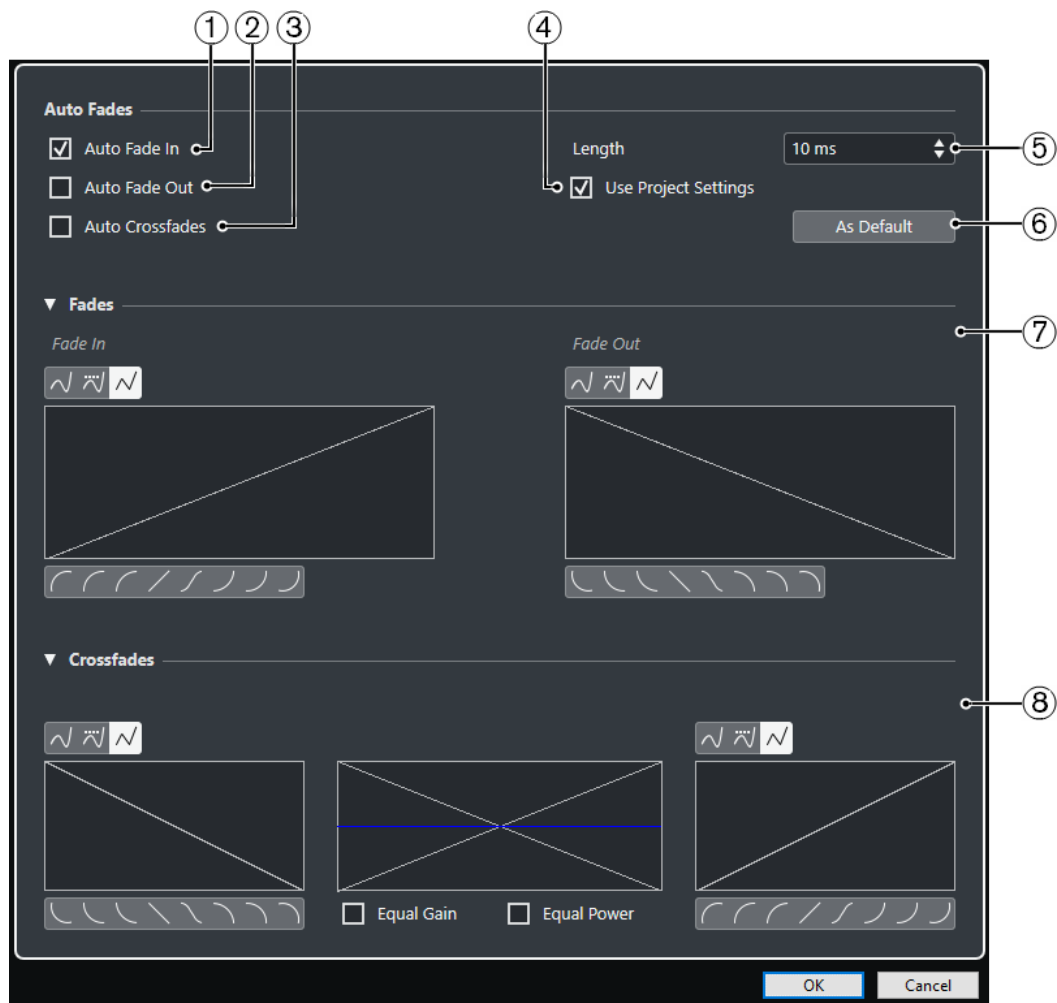 ① ② ③ ④
Auto Fades
Auto Fade In
Length 10 ms ⑤
Auto Fade Out
Use Project Settings
Auto Crossfades
As Default ⑥
Fades
⑦
Fade In Fade Out
Crossfades
⑧
Equal Gain Equal Power
OK Cancel